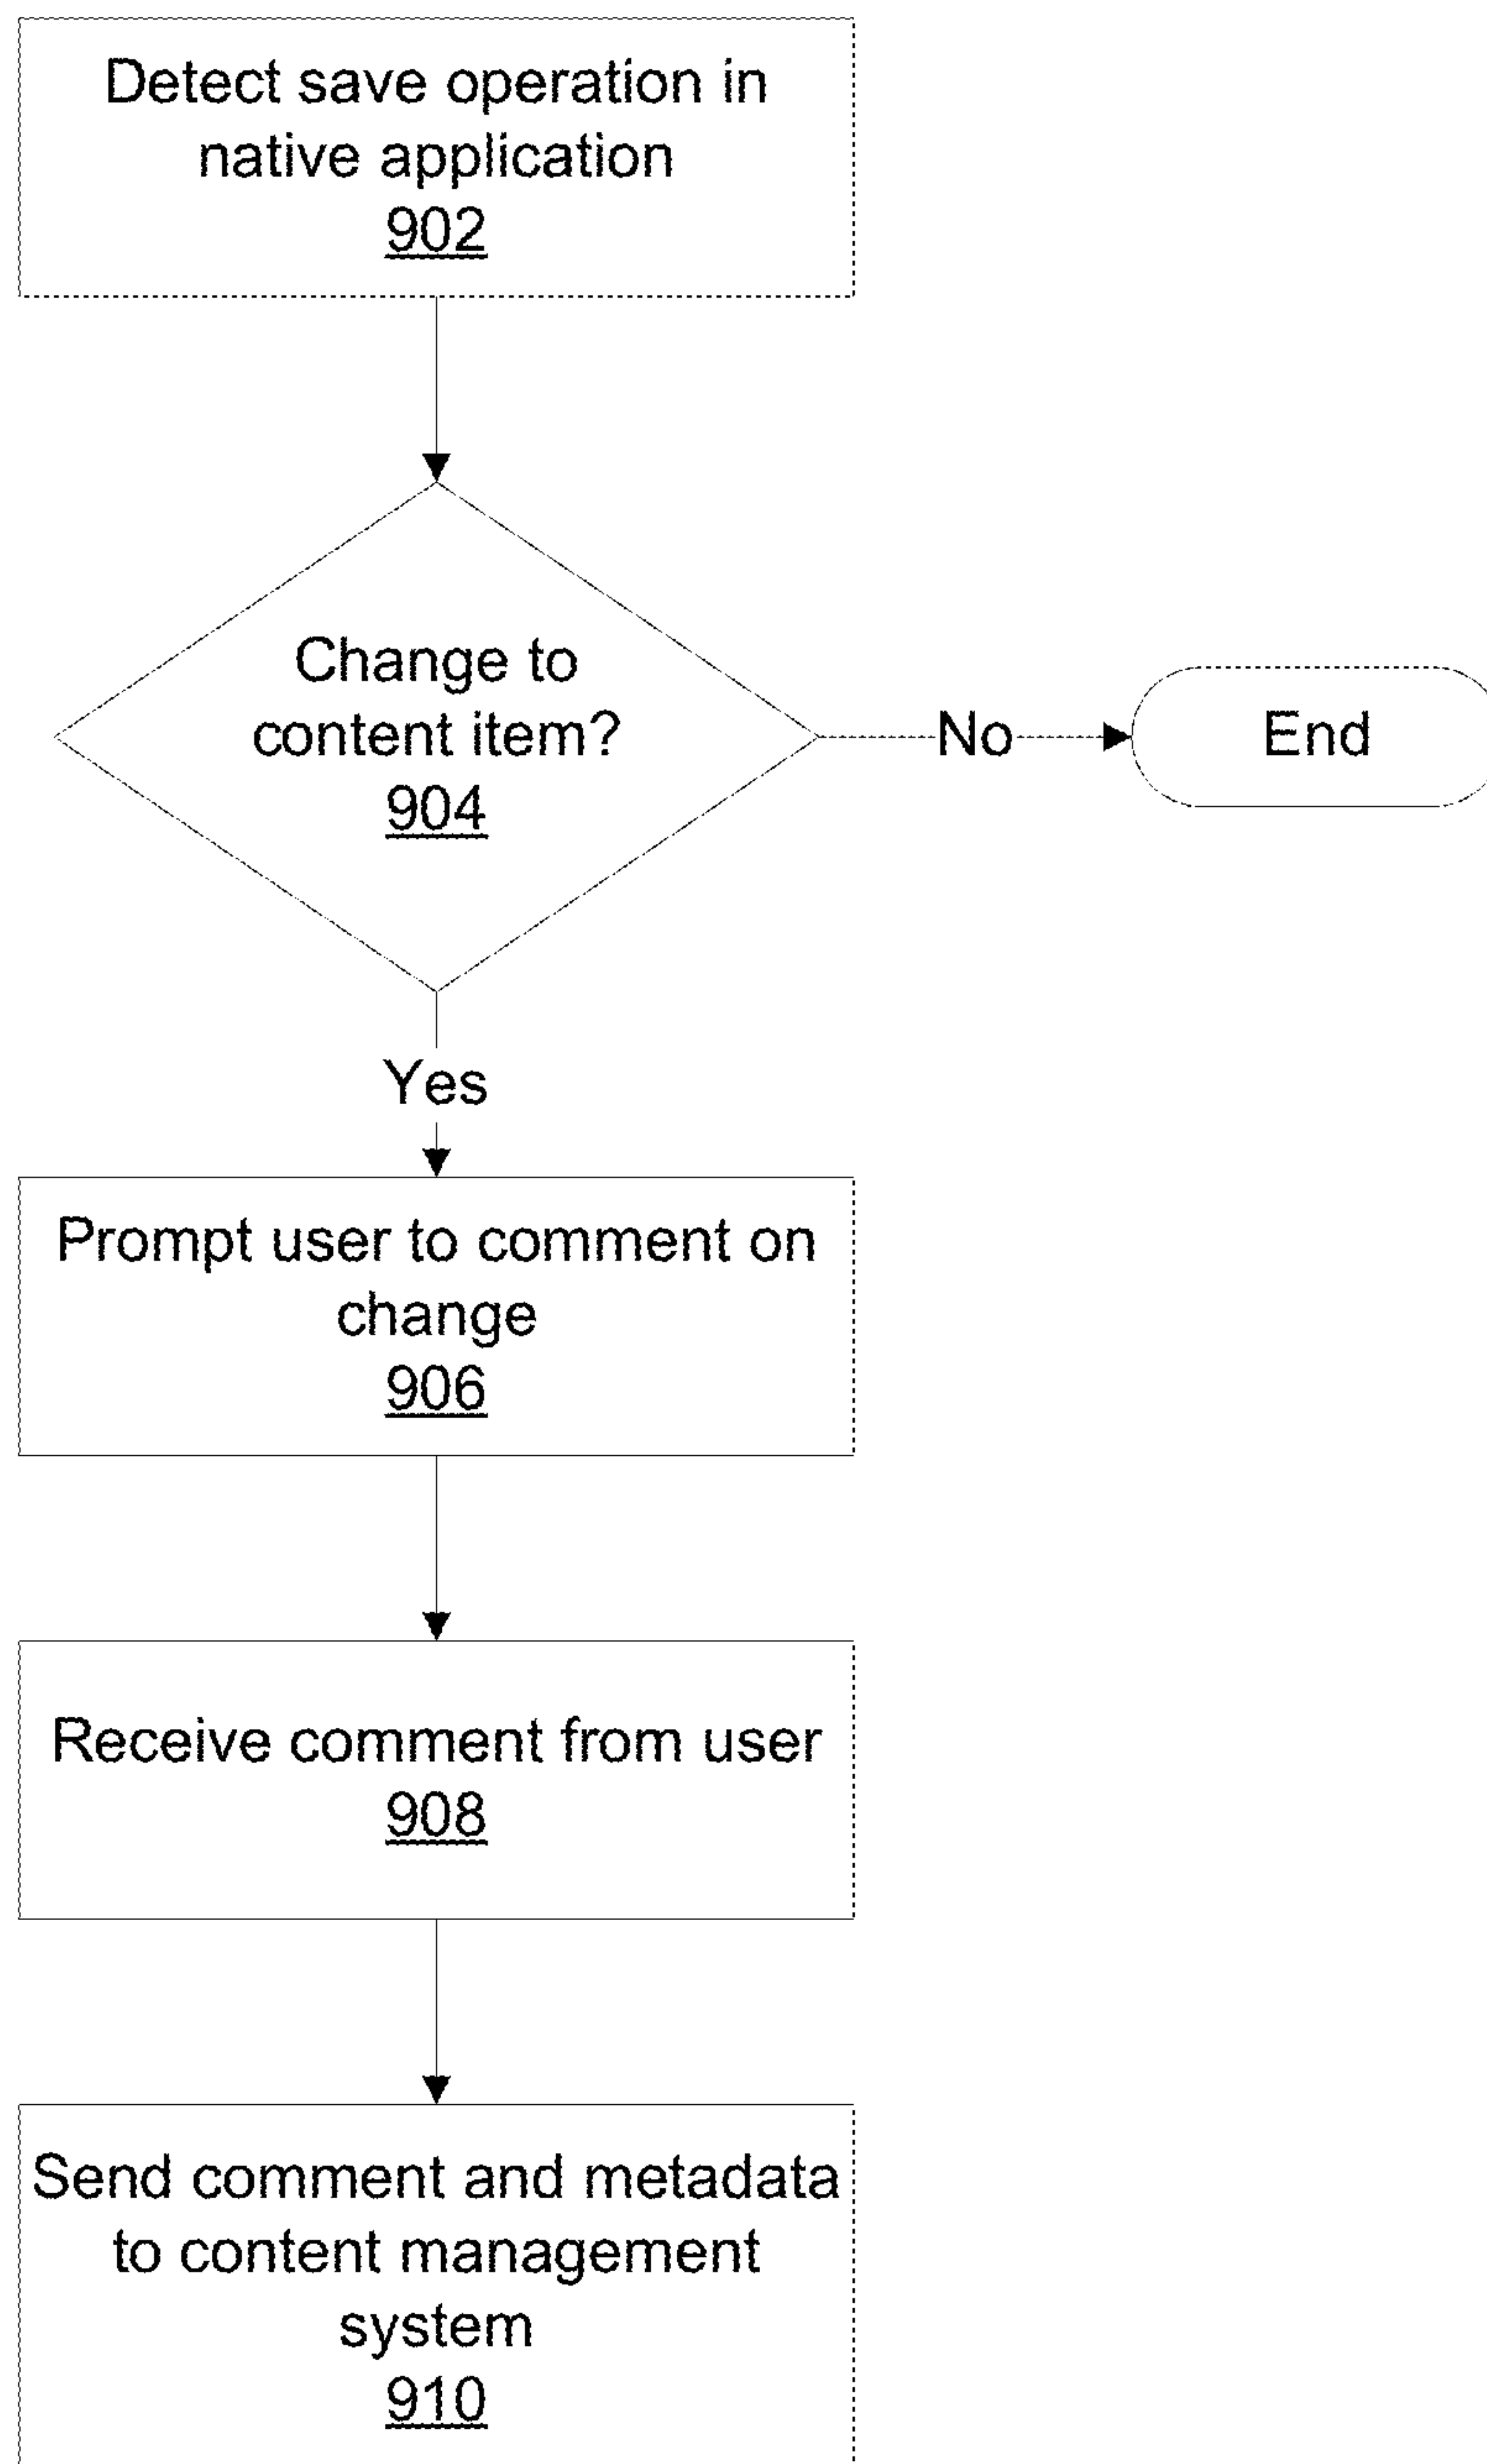 Detect save operation in
native application
902
Change to
content item?
904
No
End
Yes
Prompt user to comment on
change
906
Receive comment from user
908
Send comment and metadata
to content management
system
910